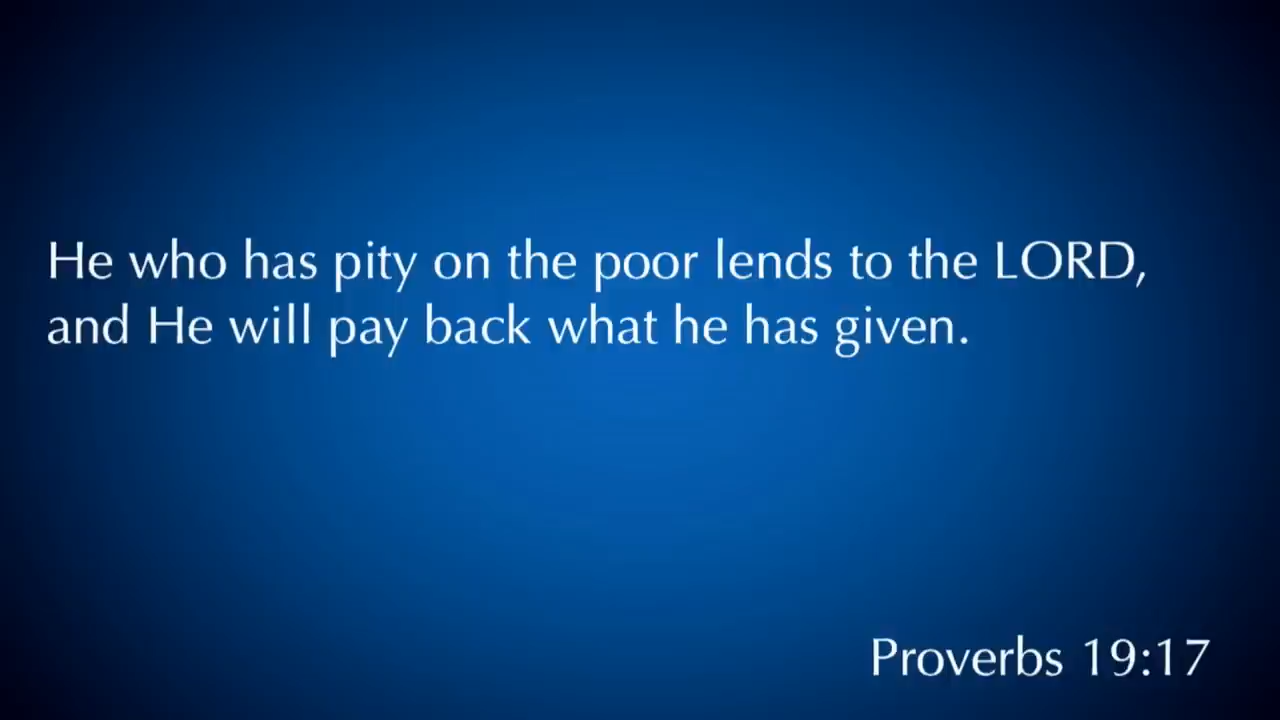 He who has pity on the poor lends to the LORD,
and He will pay back what he has given.
Proverbs 19:17